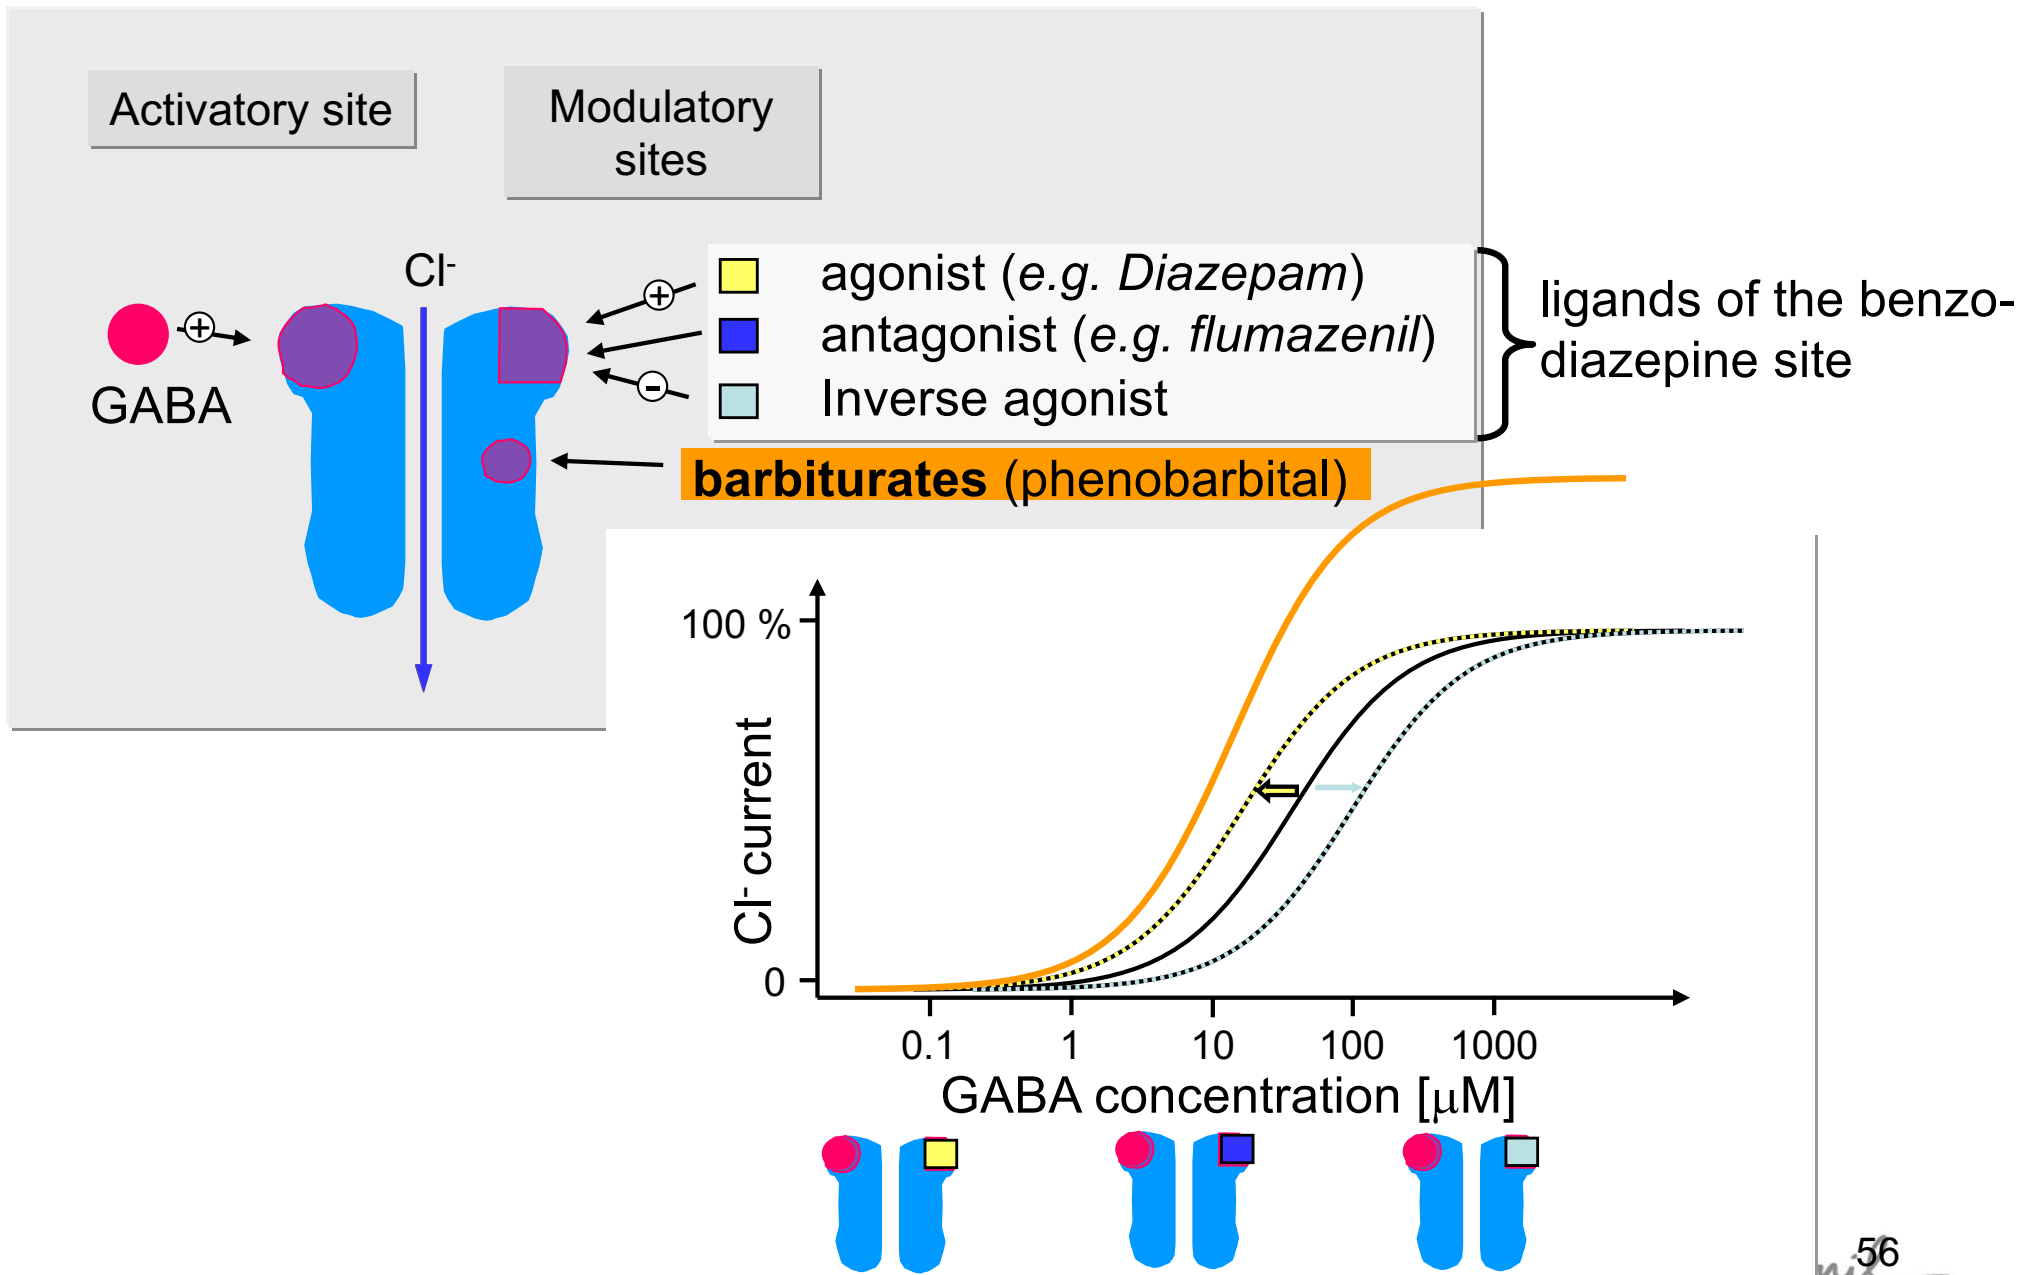 Activatory site
Modulatory
sites
Cl-
+
GABA
+
-
agonist (e.g. Diazepam)
antagonist (e.g. flumazenil)
Inverse agonist
ligands of the benzo-
diazepine site
barbiturates (phenobarbital)
100 %
Cl- current
0
0.1 1 10 100 1000
GABA concentration [μM]
56